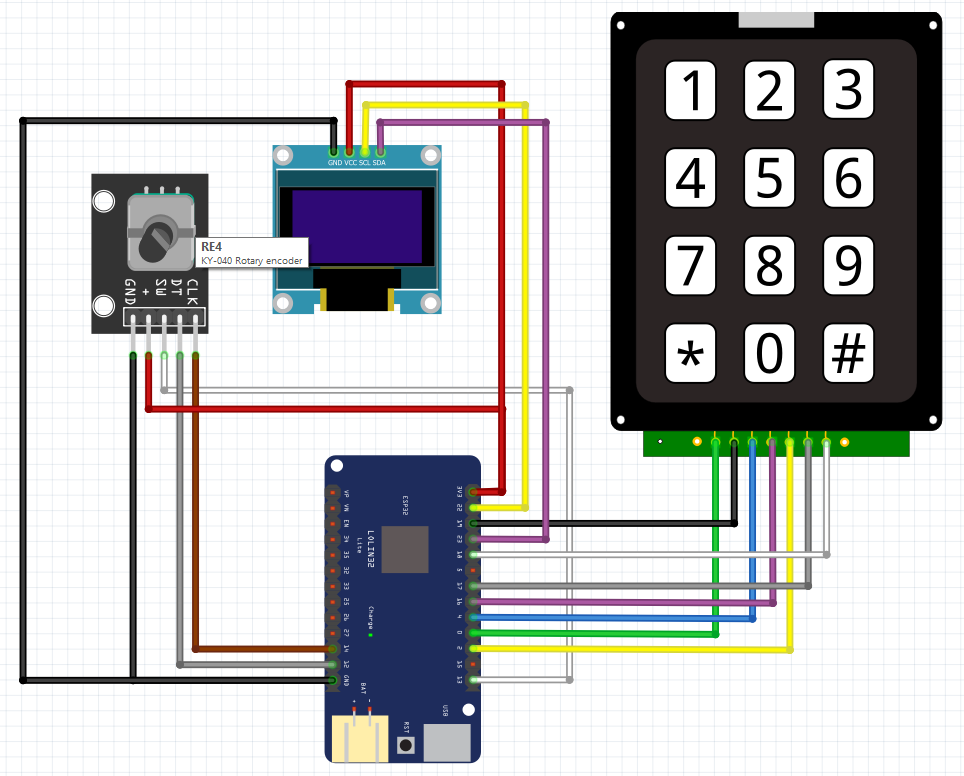 GND VCC SCL SDA
1 2 3
4 5 6
7 8 9
* 0 #
RE4
KY-040 Rotary encoder
GND
+
SW
DT
CLK
ESP32
LOLIN32
Lite
Charge
VP
VN
EN
34
35
32
33
25
26
27
14
12
GND
3V3
22
19
23
18
5
17
16
4
0
2
15
13
BAT
+ -
RST
USB